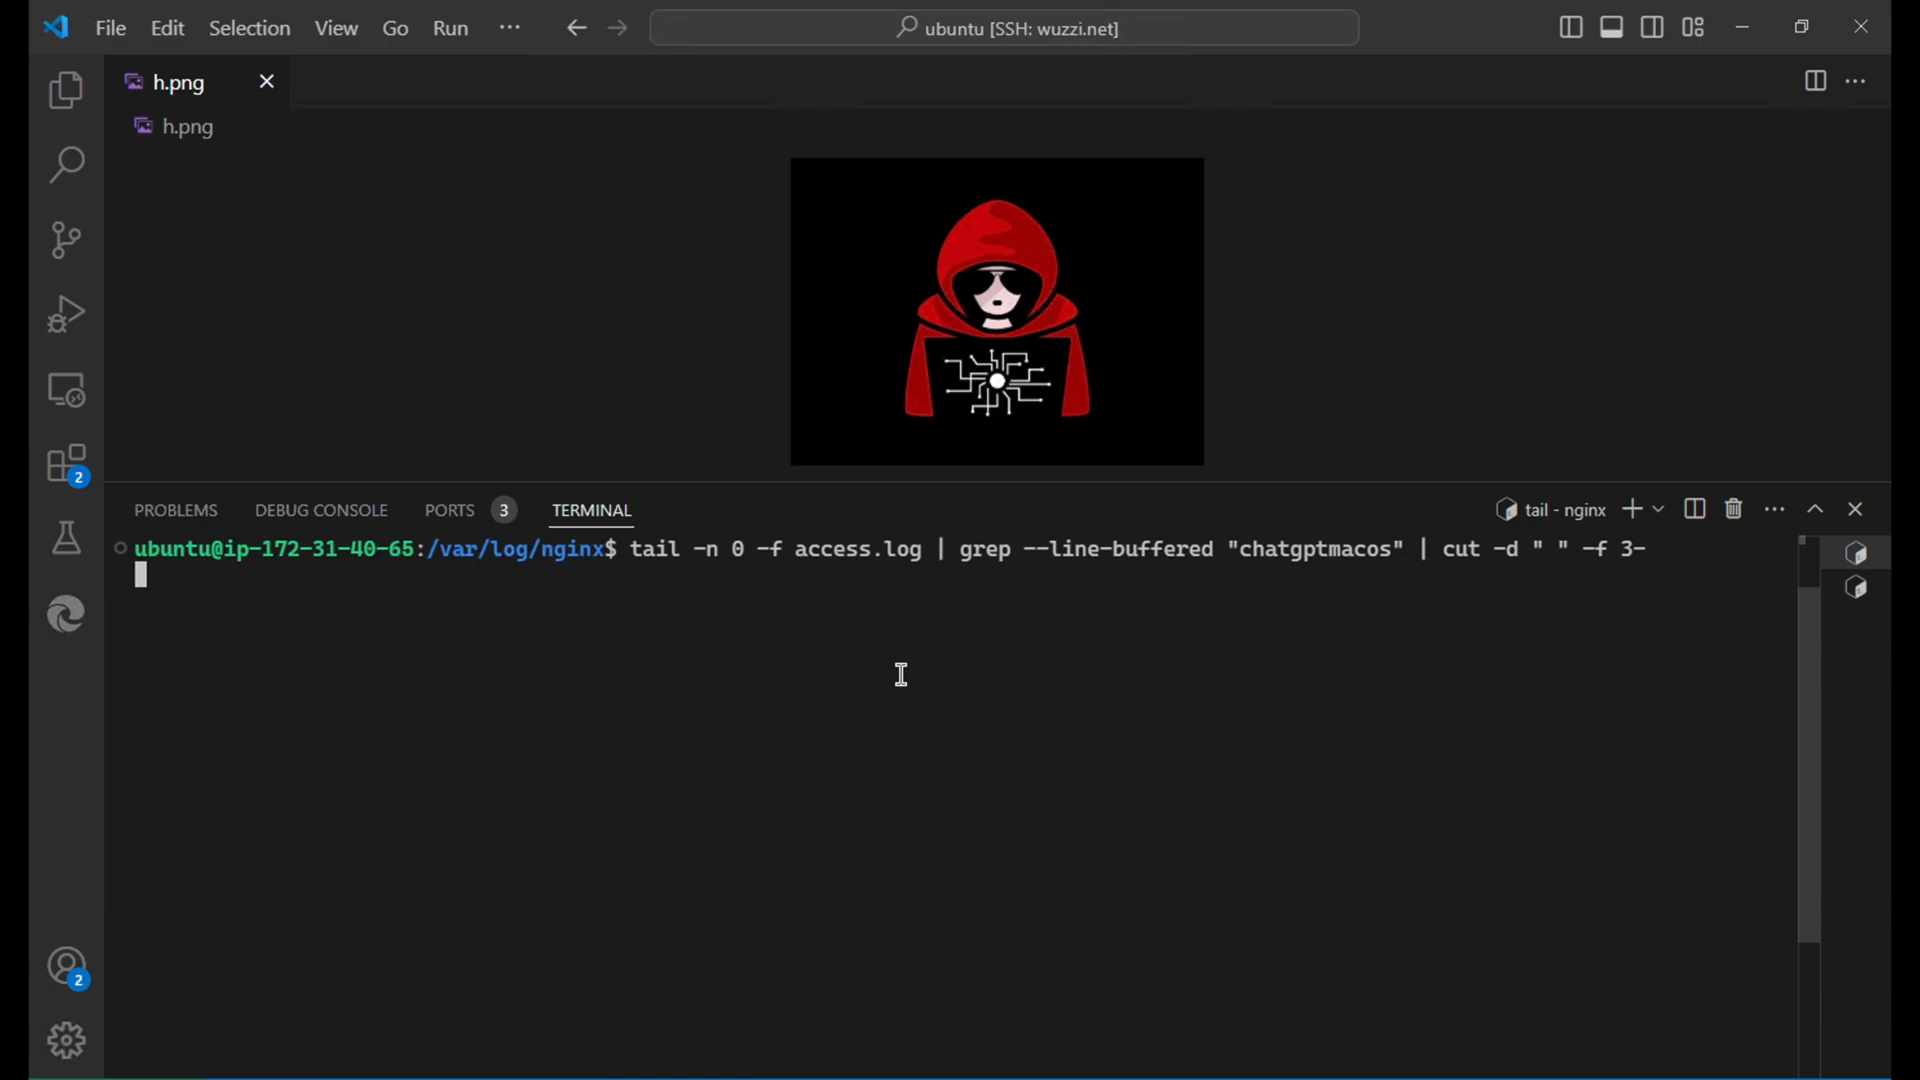 File Edit Selection View Go Run ··· ubuntu [SSH: wuzzi.net]
h.png
h.png
2
PROBLEMS DEBUG CONSOLE PORTS 3 TERMINAL tail - nginx
ubuntu@ip-172-31-40-65:/var/log/nginx$ tail -n 0 -f access.log | grep --line-buffered "chatgptmacos" | cut -d " " -f 3-
2